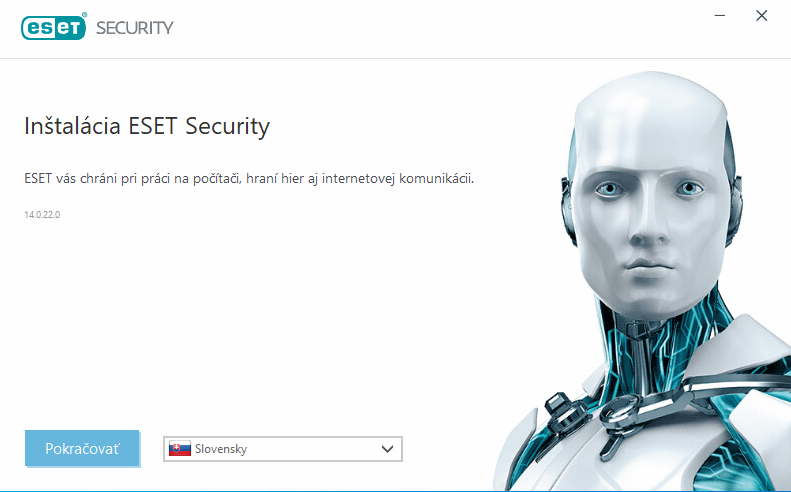 eset® SECURITY
Inštalácia ESET Security
ESET vás chráni pri práci na počítači, hraní hier aj internetovej komunikácii.
14.0.22.0
Pokračovať
Slovensky